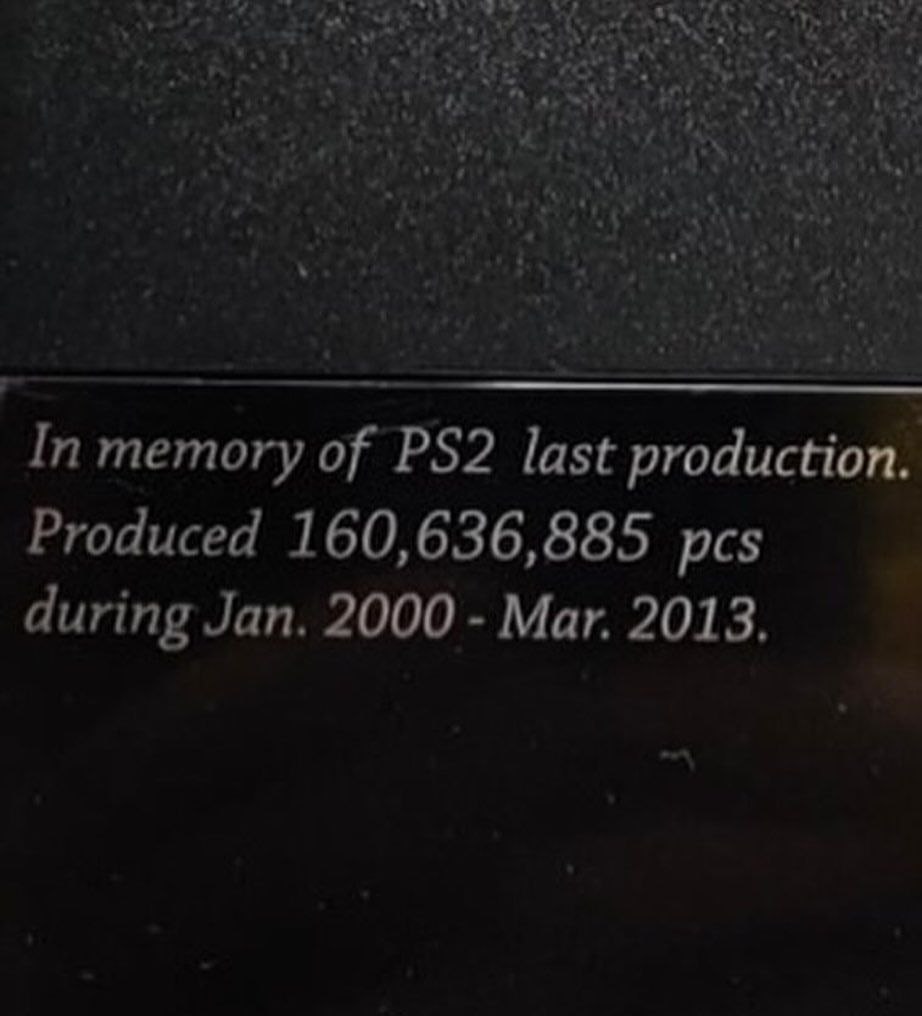 In memory of PS2 last production.
Produced 160,636,885 pcs
during Jan. 2000 - Mar. 2013.